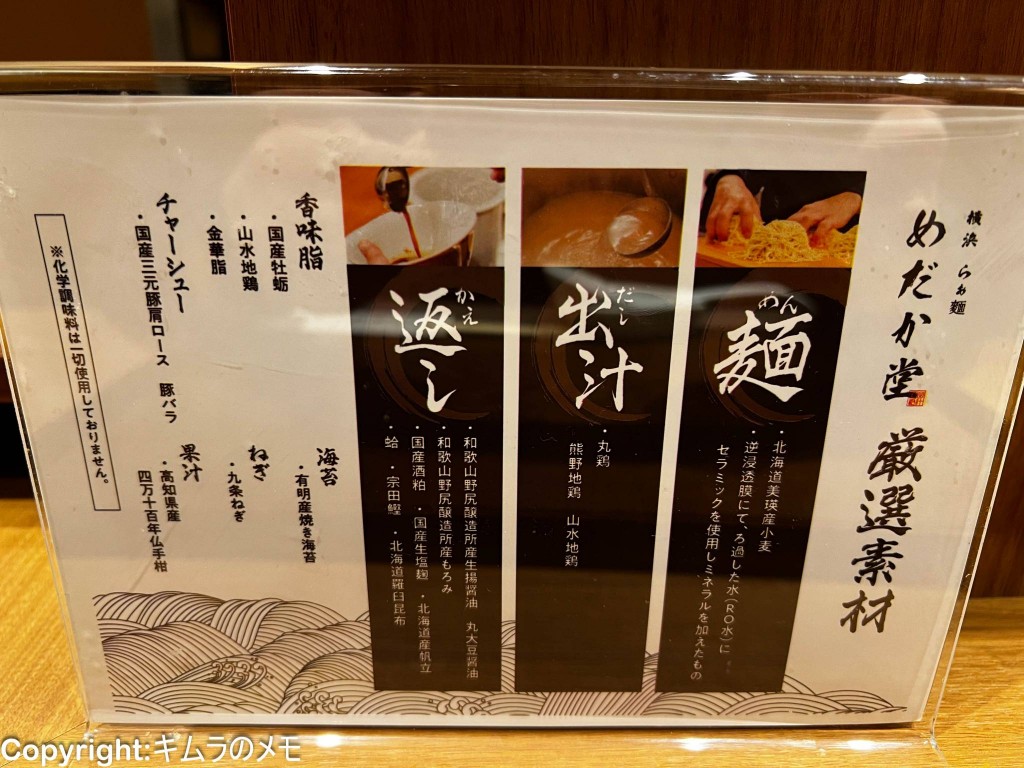 横浜 らぁ麺
めだか堂
厳選素材
めん
麺
・北海道美瑛産小麦
・逆浸透膜にて、ろ過した水(RO水)に
セラミックを使用しミネラルを加えたもの
だし
出汁
・丸鶏
熊野地鶏 山水地鶏
かえ
返し
・和歌山野尻醸造所産生揚醤油 丸大豆醤油
・和歌山野尻醸造所産もろみ
・国産酒粕 ・国産生塩麹 ・北海道産帆立
・蛤 ・宗田鰹 ・北海道羅臼昆布
香味脂
・国産牡蛎
・山水地鶏
・金華脂
チャーシュー
・国産三元豚肩ロース 豚バラ
海苔
・有明産焼き海苔
ねぎ
・九条ねぎ
果汁
・高知県産
四万十百年仏手柑
※化学調味料は一切使用しておりません。
Copyright:ギムラのメモ